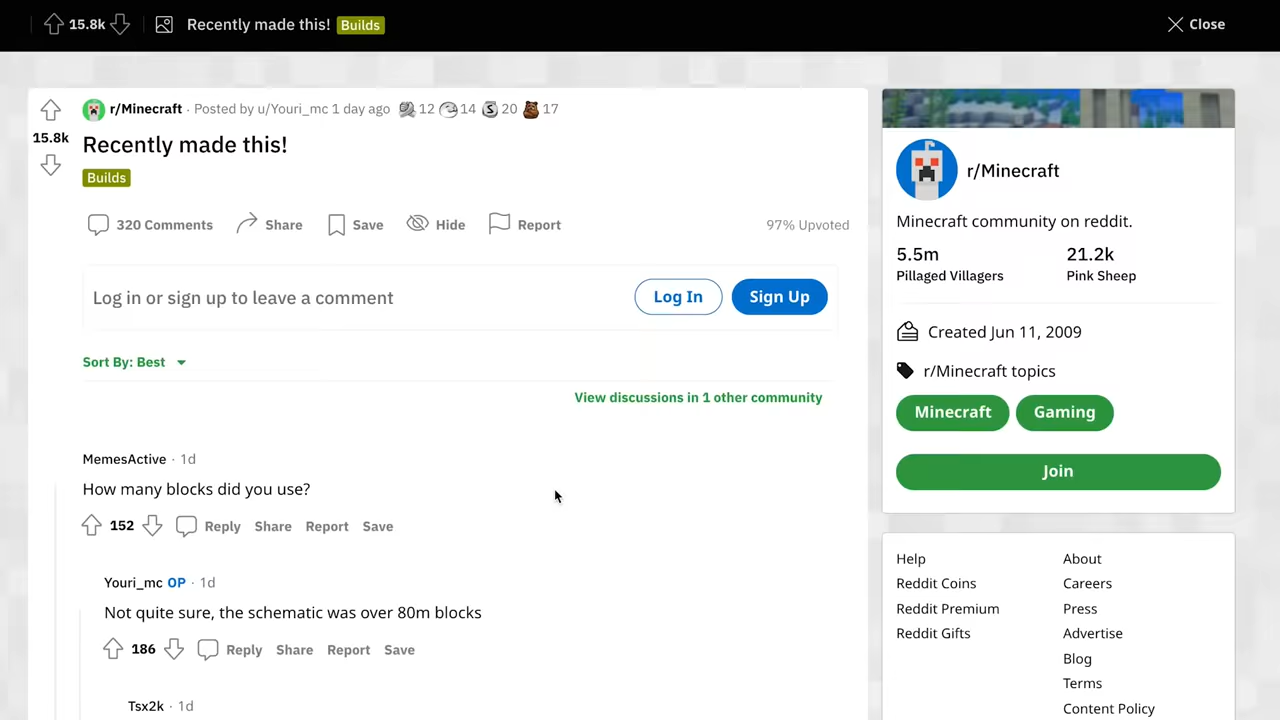 15.8k Recently made this! Builds Close
r/Minecraft · Posted by u/Youri_mc 1 day ago 12 14 S 20 17
15.8k
Recently made this!
Builds
320 Comments Share Save Hide Report 97% Upvoted
Log in or sign up to leave a comment Log In Sign Up
Sort By: Best
View discussions in 1 other community
MemesActive · 1d
How many blocks did you use?
152 Reply Share Report Save
Youri_mc OP · 1d
Not quite sure, the schematic was over 80m blocks
186 Reply Share Report Save
Tsx2k · 1d
r/Minecraft
Minecraft community on reddit.
5.5m 21.2k
Pillaged Villagers Pink Sheep
Created Jun 11, 2009
r/Minecraft topics
Minecraft Gaming
Join
Help About
Reddit Coins Careers
Reddit Premium Press
Reddit Gifts Advertise
Blog
Terms
Content Policy